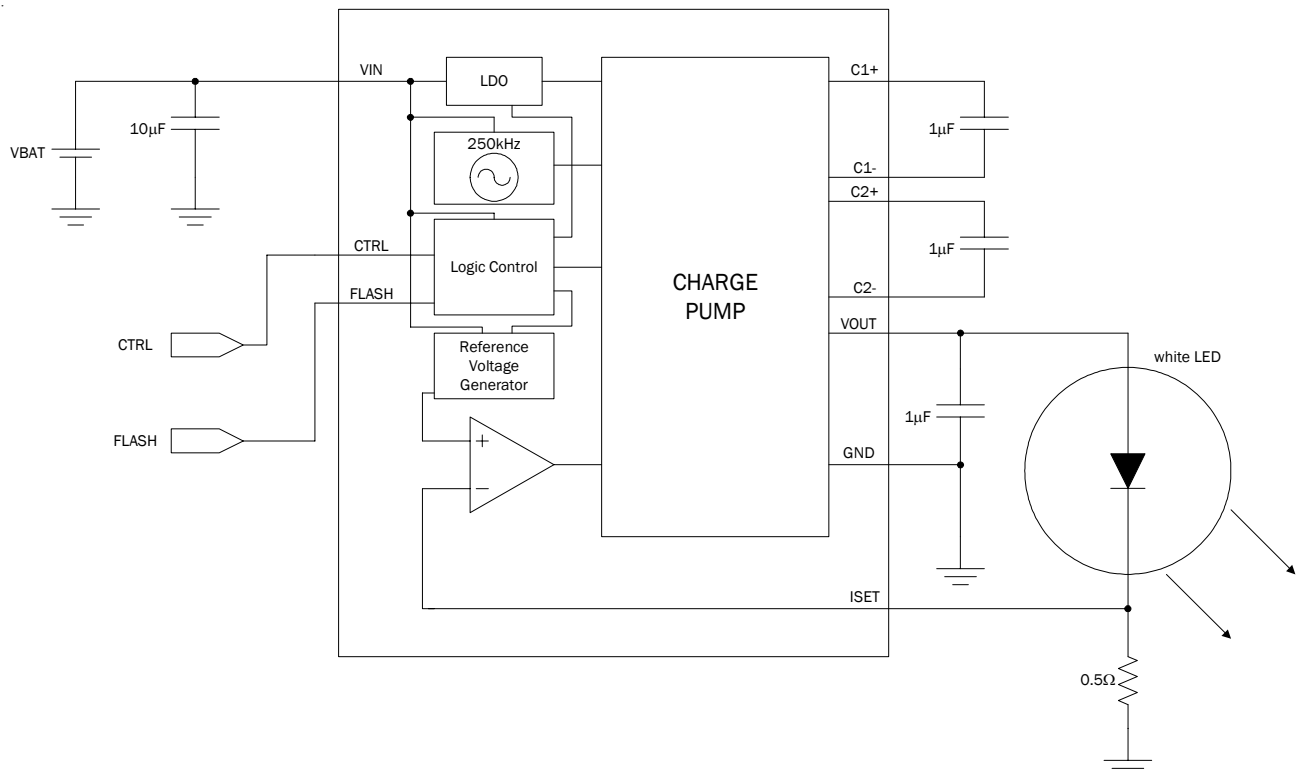 VIN
LDO
C1+
10μF
1μF
VBAT
250kHz
C1-
C2+
CTRL
Logic Control
1μF
FLASH
CHARGE
PUMP
C2-
VOUT
CTRL
Reference
Voltage
Generator
white LED
1μF
FLASH
+
GND
−
ISET
0.5Ω